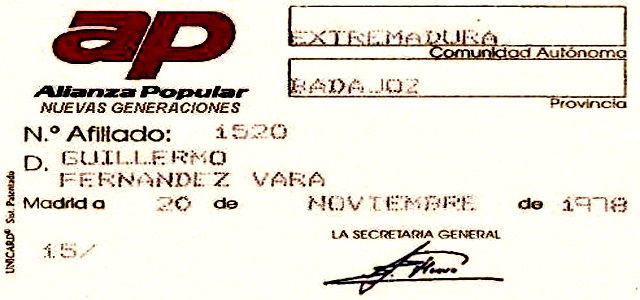 ap
Alianza Popular
NUEVAS GENERACIONES
EXTREMADURA
Comunidad Autónoma
BADAJOZ
Provincia
N.º Afiliado: 1520
D. GUILLERMO
FERNANDEZ VARA
Madrid a 20 de NOVIEMBRE de 1978
15/
LA SECRETARIA GENERAL
UNICARD® Sist. Patentado